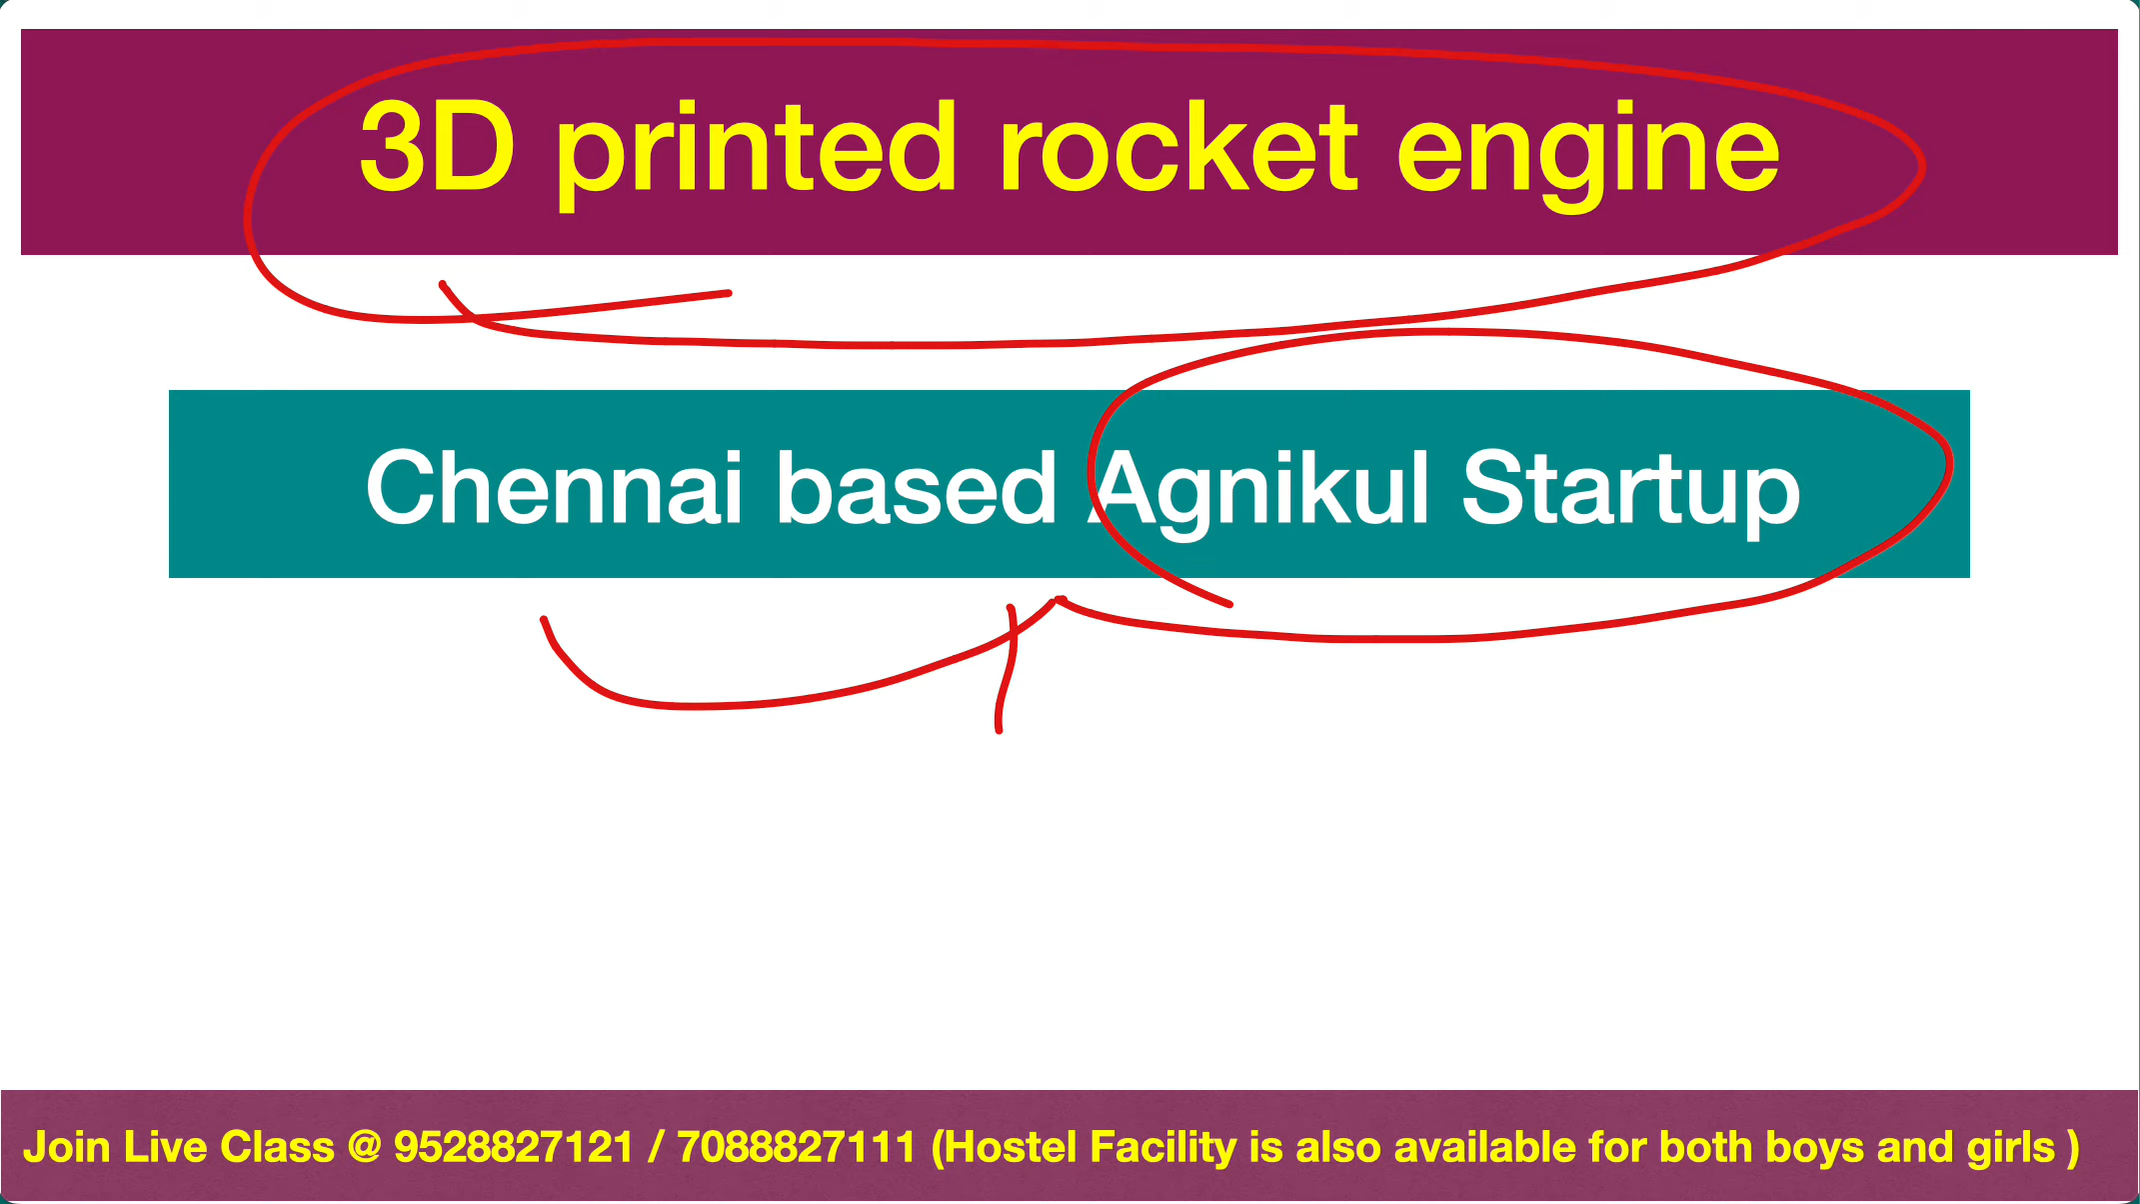 3D printed rocket engine
Chennai based Agnikul Startup
Join Live Class @ 9528827121 / 7088827111 (Hostel Facility is also available for both boys and girls )